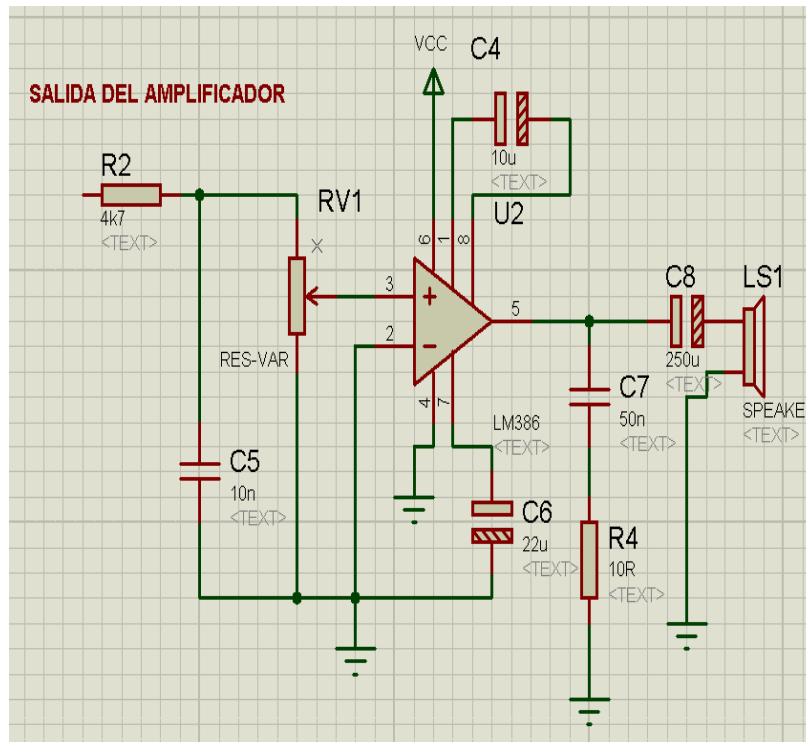 VCC
C4
SALIDA DEL AMPLIFICADOR
10u
<TEXT>
R2
4k7
<TEXT>
RV1
X
U2
6
1
8
3
2
5
RES-VAR
4
7
LM386
<TEXT>
C8
250u
<TEXT>
LS1
SPEAKE
<TEXT>
C7
50n
<TEXT>
C5
10n
<TEXT>
C6
22u
<TEXT>
R4
10R
<TEXT>